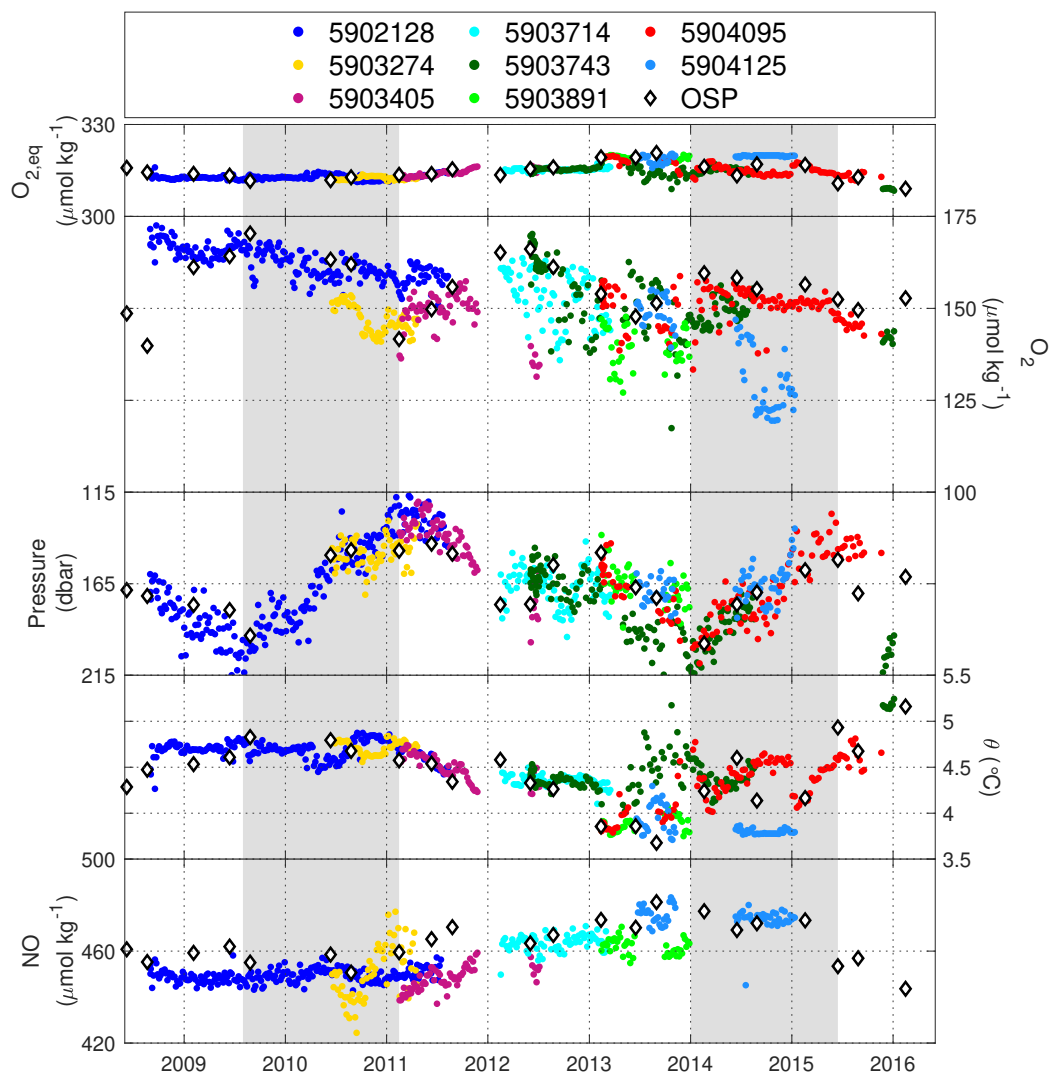 5902128 5903714 5904095
5903274 5903743 5904125
5903405 5903891 OSP
330
O2,eq
(μmol kg-1)
300
175
150
O2
(μmol kg-1)
125
100
115
Pressure
(dbar)
165
215
5.5
5
4.5
θ (°C)
4
3.5
500
NO
(μmol kg-1)
460
420
2009 2010 2011 2012 2013 2014 2015 2016